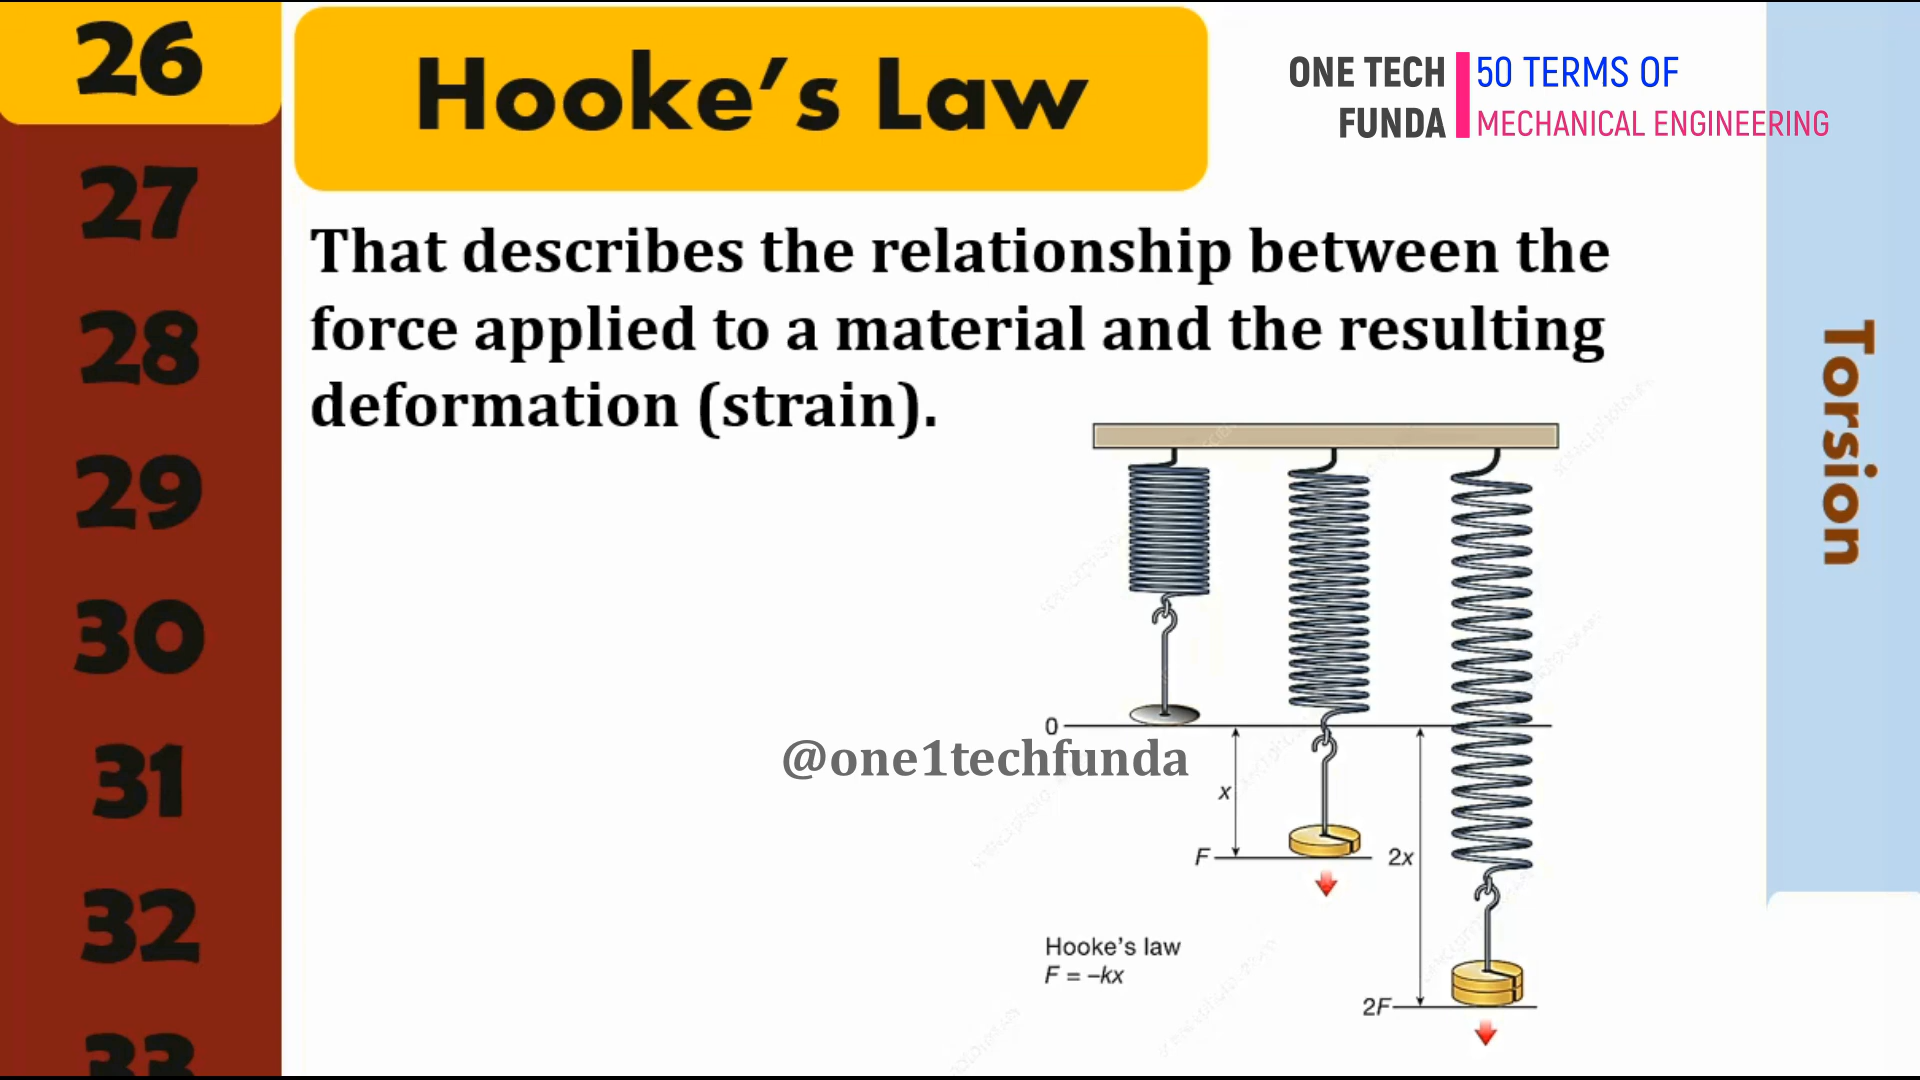 26
27
28
29
30
31
32
33
Hooke’s Law
ONE TECH
FUNDA
50 TERMS OF
MECHANICAL ENGINEERING
That describes the relationship between the
force applied to a material and the resulting
deformation (strain).
Torsion
0
@one1techfunda
x
F
2x
Hooke’s law
F = –kx
2F